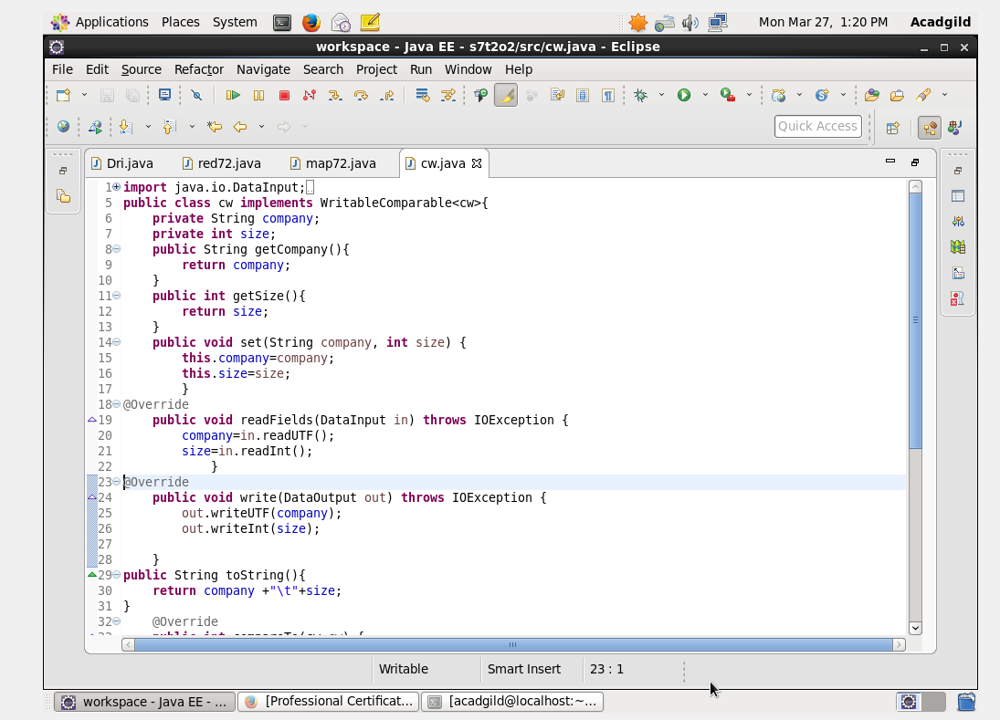 Applications Places System Mon Mar 27, 1:20 PM Acadgild
workspace - Java EE - s7t2o2/src/cw.java - Eclipse
File Edit Source Refactor Navigate Search Project Run Window Help
Quick Access
Dri.java red72.java map72.java cw.java
1 import java.io.DataInput;
5 public class cw implements WritableComparable<cw>{
6 private String company;
7 private int size;
8 public String getCompany(){
9 return company;
10 }
11 public int getSize(){
12 return size;
13 }
14 public void set(String company, int size) {
15 this.company=company;
16 this.size=size;
17 }
18 @Override
19 public void readFields(DataInput in) throws IOException {
20 company=in.readUTF();
21 size=in.readInt();
22 }
23 @Override
24 public void write(DataOutput out) throws IOException {
25 out.writeUTF(company);
26 out.writeInt(size);
27
28 }
29 public String toString(){
30 return company +"\t"+size;
31 }
32 @Override
Writable Smart Insert 23 : 1
workspace - Java EE - ... [Professional Certificat... [acadgild@localhost:~...